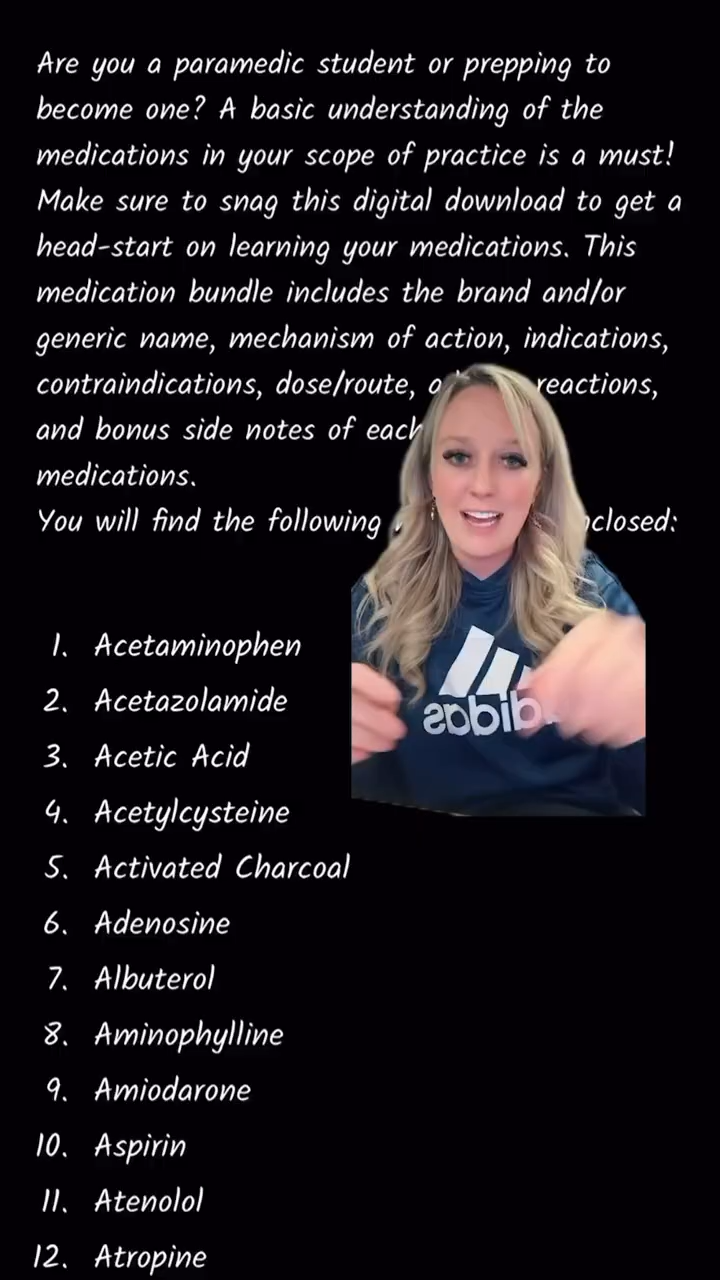 Are you a paramedic student or prepping to
become one? A basic understanding of the
medications in your scope of practice is a must!
Make sure to snag this digital download to get a
head-start on learning your medications. This
medication bundle includes the brand and/or
generic name, mechanism of action, indications,
contraindications, dose/route, reactions,
and bonus side notes of each
medications.
You will find the following nclosed:
1. Acetaminophen
2. Acetazolamide
3. Acetic Acid
4. Acetylcysteine
5. Activated Charcoal
6. Adenosine
7. Albuterol
8. Aminophylline
9. Amiodarone
10. Aspirin
11. Atenolol
12. Atropine